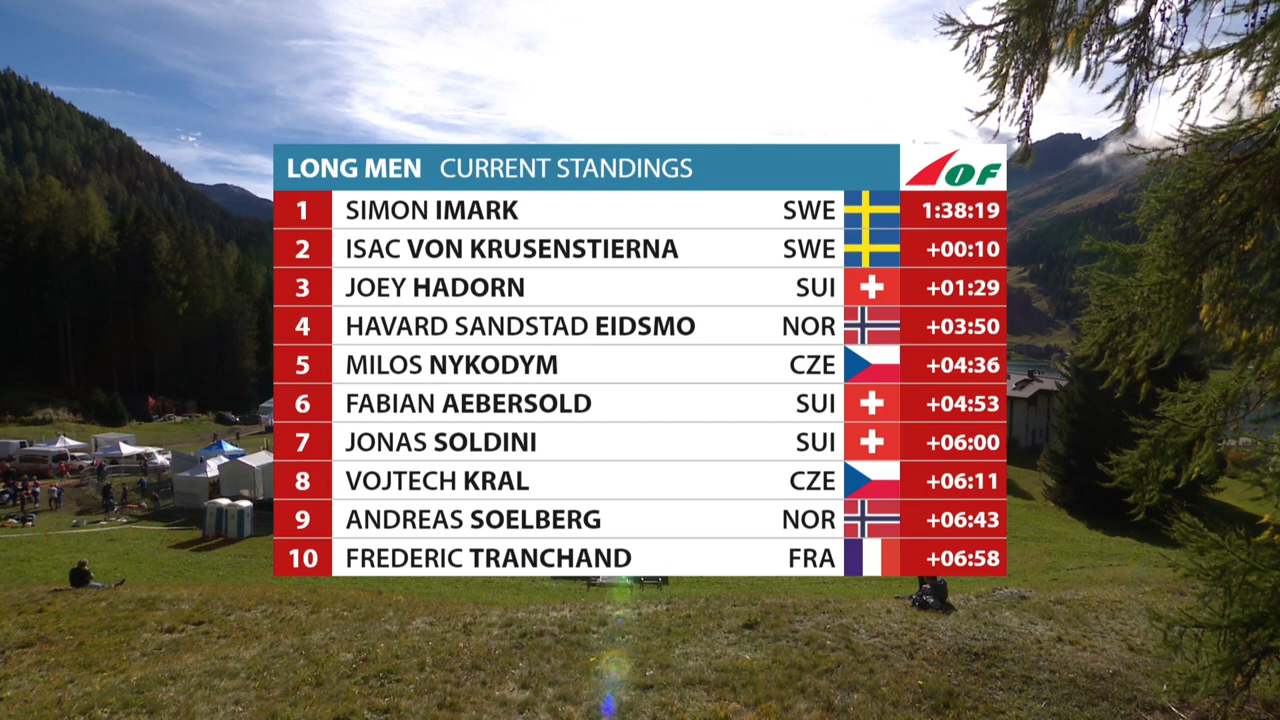 LONG MEN CURRENT STANDINGS IOF
1 SIMON IMARK SWE 1:38:19
2 ISAC VON KRUSENSTIERNA SWE +00:10
3 JOEY HADORN SUI +01:29
4 HAVARD SANDSTAD EIDSMO NOR +03:50
5 MILOS NYKODYM CZE +04:36
6 FABIAN AEBERSOLD SUI +04:53
7 JONAS SOLDINI SUI +06:00
8 VOJTECH KRAL CZE +06:11
9 ANDREAS SOELBERG NOR +06:43
10 FREDERIC TRANCHAND FRA +06:58